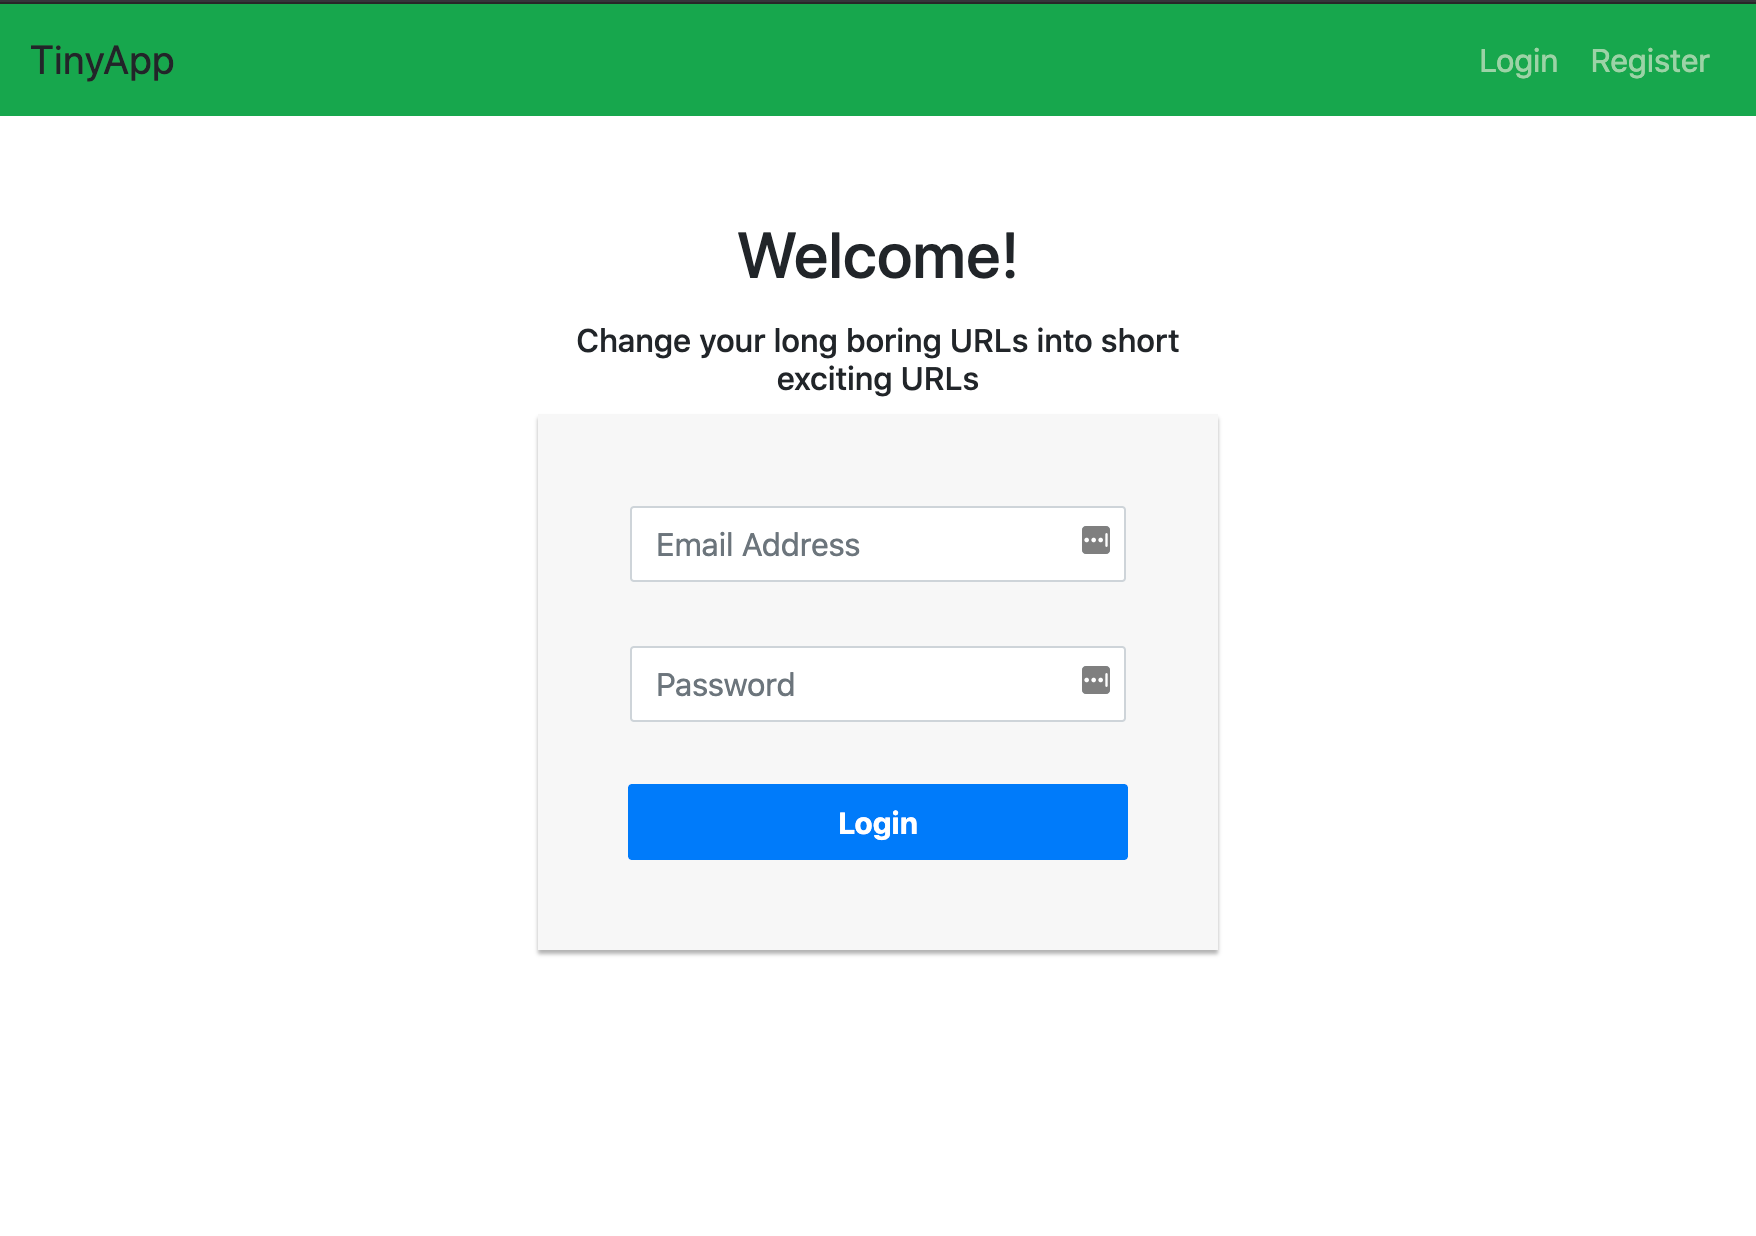 TinyApp
Login Register
Welcome!
Change your long boring URLs into short
exciting URLs
Email Address
Password
Login